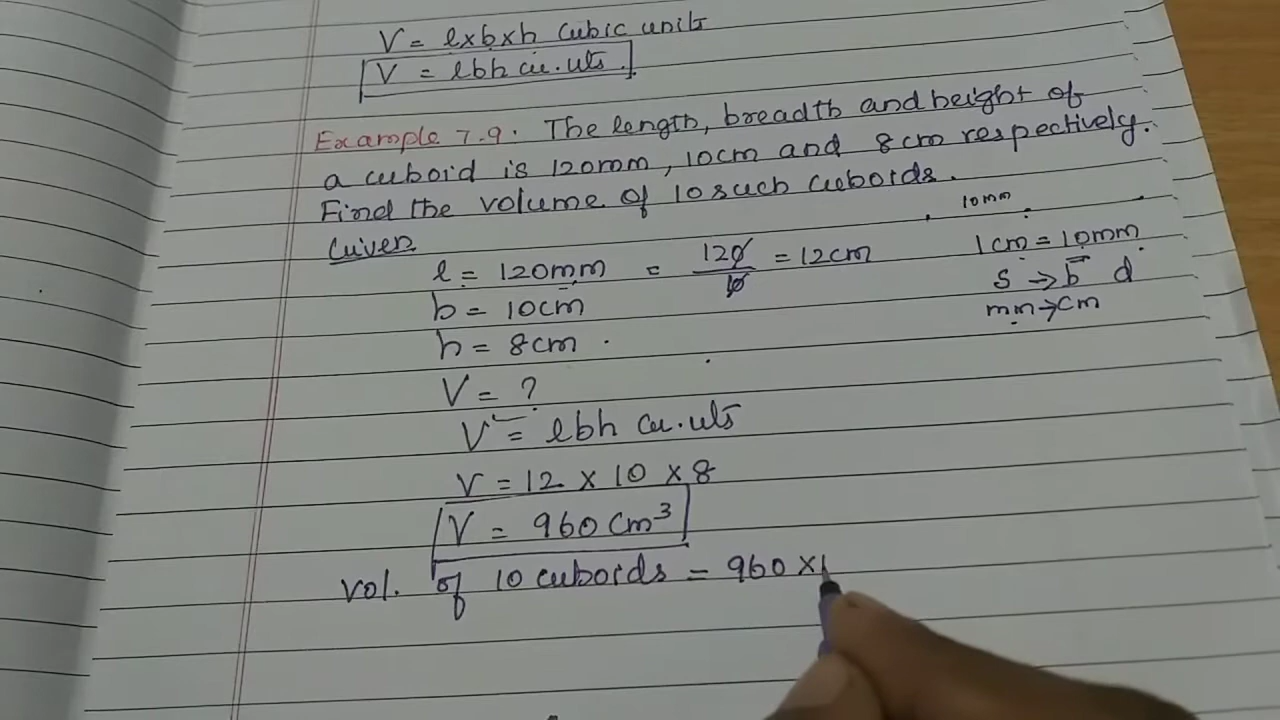 V = l×b×h cubic units
V = lbh cu.uts.
Example 7.9. The length, breadth and height of
a cuboid is 120mm, 10cm and 8cm respectively.
Find the volume of 10 such cuboids.
10mm
Given
l = 120mm = 120/10 = 12cm
1cm = 10mm
b = 10cm
s → b d
h = 8cm.
mm → cm
V = ?
V = lbh cu.uts
V = 12 × 10 × 8
V = 960 cm³
Vol. of 10 cuboids = 960 × 1